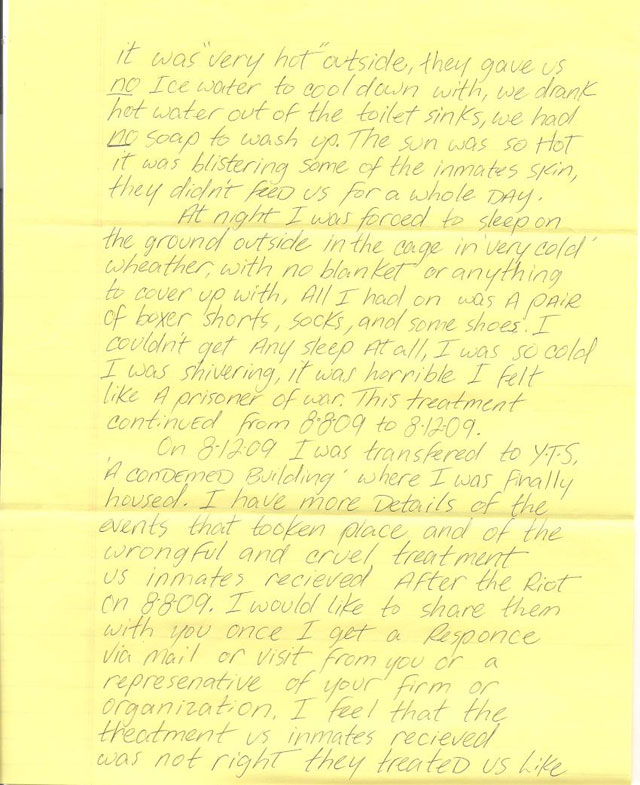 it was "very hot" outside, they gave us
no Ice water to cool down with, we drank
hot water out of the toilet sinks, we had
no soap to wash up. The sun was so HOT
it was blistering some of the inmates skin,
they didn't FEED us for a whole DAY.
At night I was forced to sleep on
the ground outside in the cage in 'very cold'
wheather, with no blanket or anything
to cover up with, All I had on was A PAIR
of boxer shorts, socks, and some shoes. I
couldn't get Any sleep At all, I was so cold
I was shivering, it was horrible I felt
like A prisoner of war. This treatment
continuED from 8-8-09 to 8-12-09.
On 8-12-09 I was transfered to Y.T.S,
'A conDEMED Building' where I was finally
housed. I have more Details of the
events that tooken place, and of the
wrongful and cruel treatment
us inmates recieved After the Riot
on 8-8-09. I would like to share them
with you once I get a Responce
via mail or visit from you or a
represenative of your firm or
organization. I feel that the
treatment us inmates recieved
was not right they treated us like